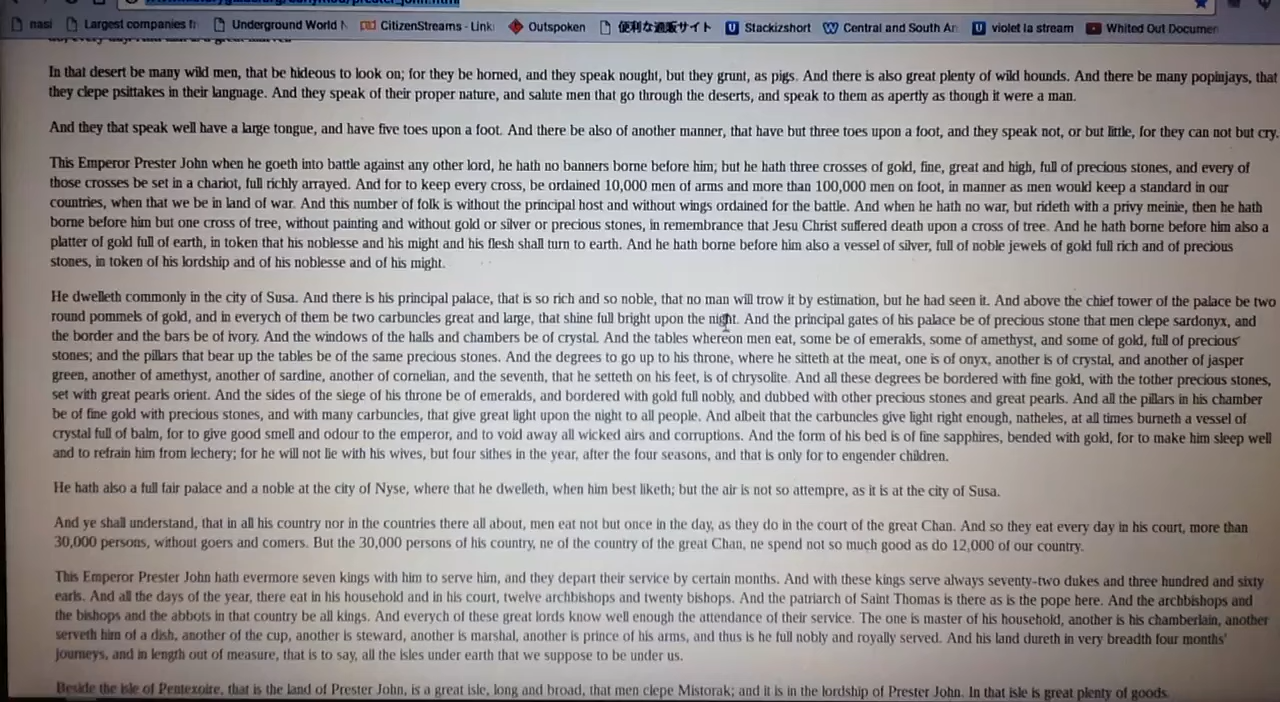 nasi Largest companies fr Underground World N CitizenStreams - Link Outspoken 便利な通販サイト Stackizshort Central and South Am violet la stream Whited Out Documen
In that desert be many wild men, that be hideous to look on; for they be horned, and they speak nought, but they grunt, as pigs. And there is also great plenty of wild hounds. And there be many popinjays, that
they clepe psittakes in their language. And they speak of their proper nature, and salute men that go through the deserts, and speak to them as apertly as though it were a man.
And they that speak well have a large tongue, and have five toes upon a foot. And there be also of another manner, that have but three toes upon a foot, and they speak not, or but little, for they can not but cry.
This Emperor Prester John when he goeth into battle against any other lord, he hath no banners borne before him; but he hath three crosses of gold, fine, great and high, full of precious stones, and every of
those crosses be set in a chariot, full richly arrayed. And for to keep every cross, be ordained 10,000 men of arms and more than 100,000 men on foot, in manner as men would keep a standard in our
countries, when that we be in land of war. And this number of folk is without the principal host and without wings ordained for the battle. And when he hath no war, but rideth with a privy meinie, then he hath
borne before him but one cross of tree, without painting and without gold or silver or precious stones, in remembrance that Jesu Christ suffered death upon a cross of tree. And he hath borne before him also a
platter of gold full of earth, in token that his noblesse and his might and his flesh shall turn to earth. And he hath borne before him also a vessel of silver, full of noble jewels of gold full rich and of precious
stones, in token of his lordship and of his noblesse and of his might.
He dwelleth commonly in the city of Susa. And there is his principal palace, that is so rich and so noble, that no man will trow it by estimation, but he had seen it. And above the chief tower of the palace be two
round pommels of gold, and in everych of them be two carbuncles great and large, that shine full bright upon the night. And the principal gates of his palace be of precious stone that men clepe sardonyx, and
the border and the bars be of ivory. And the windows of the halls and chambers be of crystal. And the tables whereon men eat, some be of emeralds, some of amethyst, and some of gold, full of precious
stones; and the pillars that bear up the tables be of the same precious stones. And the degrees to go up to his throne, where he sitteth at the meat, one is of onyx, another is of crystal, and another of jasper
green, another of amethyst, another of sardine, another of cornelian, and the seventh, that he setteth on his feet, is of chrysolite. And all these degrees be bordered with fine gold, with the tother precious stones,
set with great pearls orient. And the sides of the siege of his throne be of emeralds, and bordered with gold full nobly, and dubbed with other precious stones and great pearls. And all the pillars in his chamber
be of fine gold with precious stones, and with many carbuncles, that give great light upon the night to all people. And albeit that the carbuncles give light right enough, natheles, at all times burneth a vessel of
crystal full of balm, for to give good smell and odour to the emperor, and to void away all wicked airs and corruptions. And the form of his bed is of fine sapphires, bended with gold, for to make him sleep well
and to refrain him from lechery; for he will not lie with his wives, but four sithes in the year, after the four seasons, and that is only for to engender children.
He hath also a full fair palace and a noble at the city of Nyse, where that he dwelleth, when him best liketh; but the air is not so attempre, as it is at the city of Susa.
And ye shall understand, that in all his country nor in the countries there all about, men eat not but once in the day, as they do in the court of the great Chan. And so they eat every day in his court, more than
30,000 persons, without goers and comers. But the 30,000 persons of his country, ne of the country of the great Chan, ne spend not so much good as do 12,000 of our country.
This Emperor Prester John hath evermore seven kings with him to serve him, and they depart their service by certain months. And with these kings serve always seventy-two dukes and three hundred and sixty
earls. And all the days of the year, there eat in his household and in his court, twelve archbishops and twenty bishops. And the patriarch of Saint Thomas is there as is the pope here. And the archbishops and
the bishops and the abbots in that country be all kings. And everych of these great lords know well enough the attendance of their service. The one is master of his household, another is his chamberlain, another
serveth him of a dish, another of the cup, another is steward, another is marshal, another is prince of his arms, and thus is he full nobly and royally served. And his land dureth in very breadth four months'
journeys, and in length out of measure, that is to say, all the isles under earth that we suppose to be under us.
Beside the isle of Pentexoire, that is the land of Prester John, is a great isle, long and broad, that men clepe Mistorak; and it is in the lordship of Prester John. In that isle is great plenty of goods.